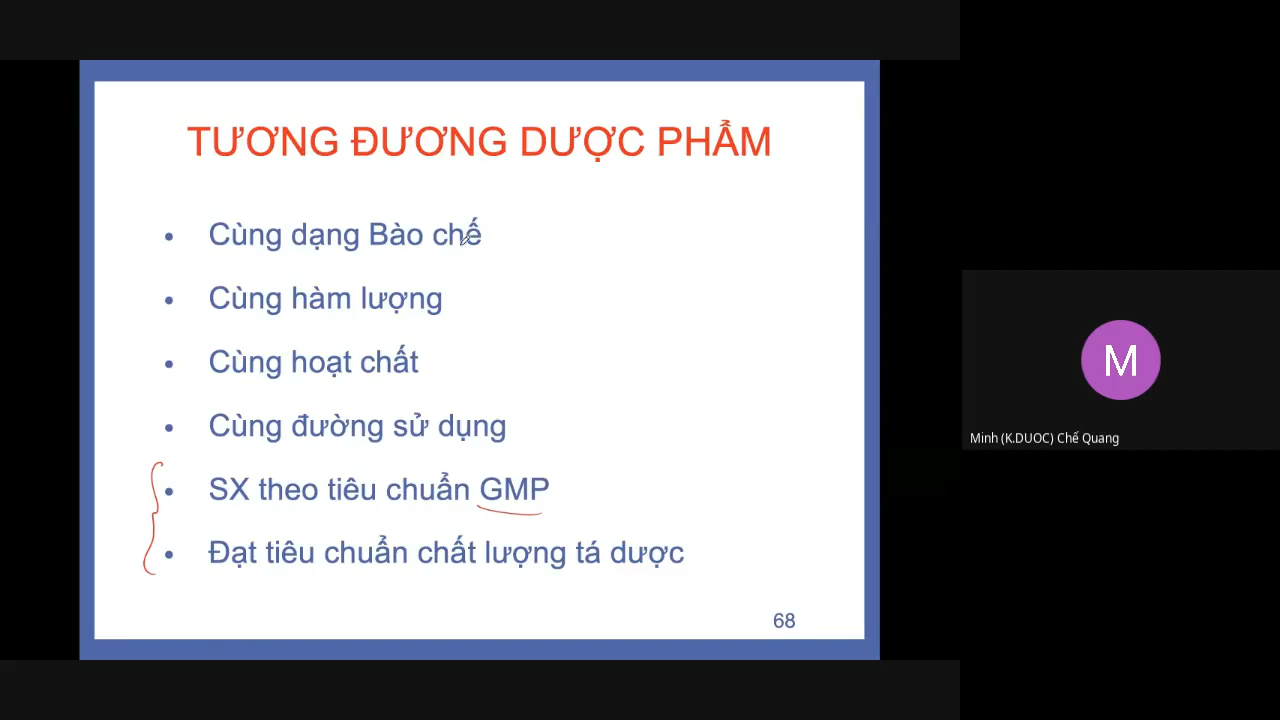 TƯƠNG ĐƯƠNG DƯỢC PHẨM
• Cùng dạng Bào chế
• Cùng hàm lượng
• Cùng hoạt chất
• Cùng đường sử dụng
• SX theo tiêu chuẩn GMP
• Đạt tiêu chuẩn chất lượng tá dược
68
M
Minh (K.DUOC) Chế Quang